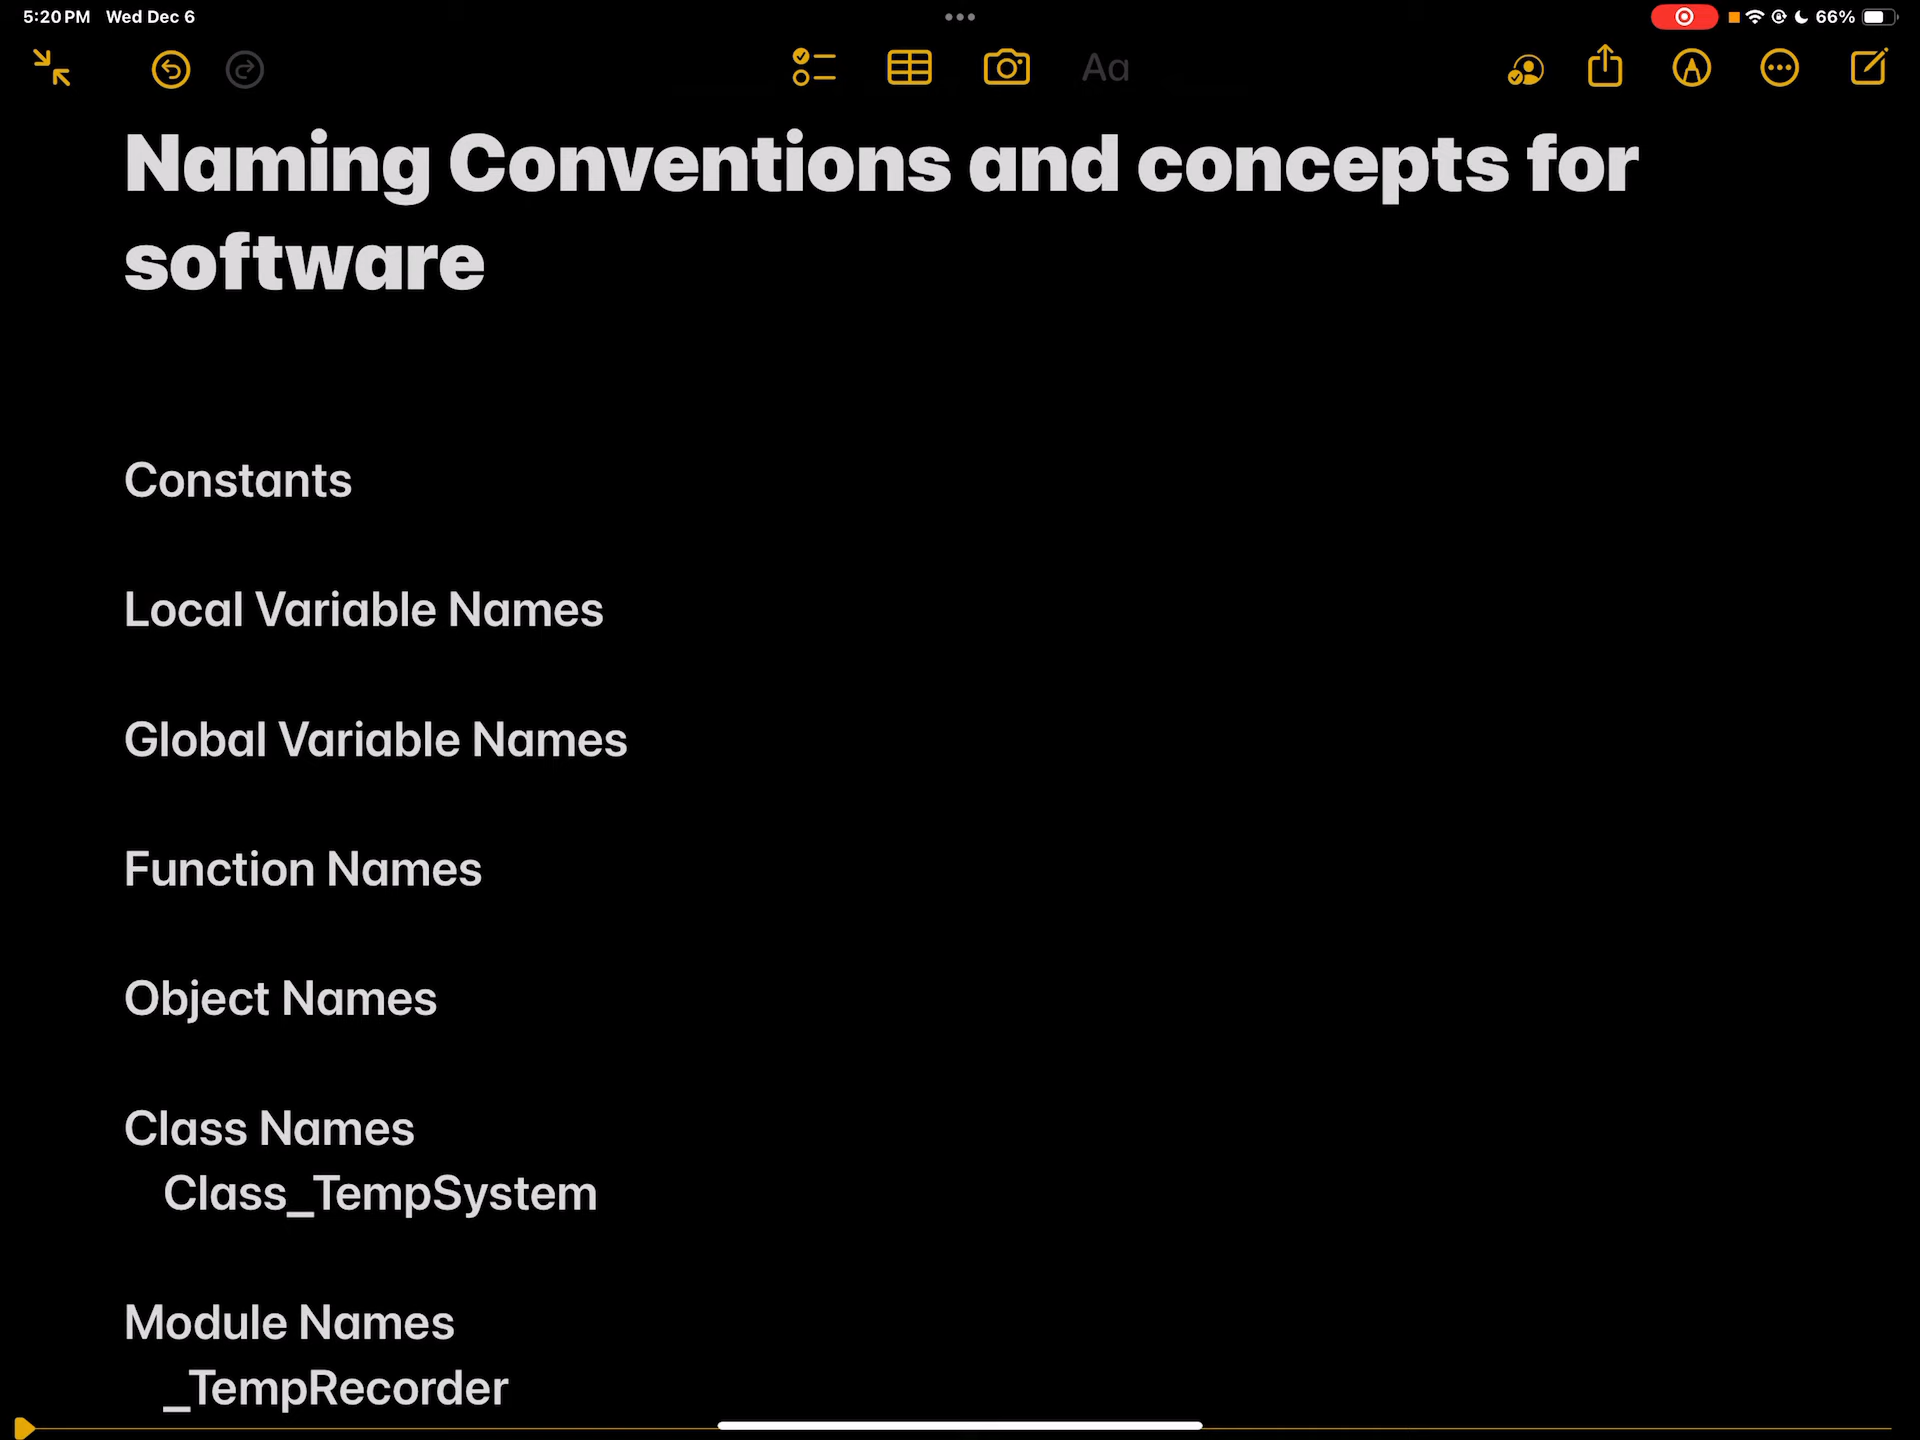 5:20 PM Wed Dec 6
66%
Aa
Naming Conventions and concepts for
software
Constants
Local Variable Names
Global Variable Names
Function Names
Object Names
Class Names
Class_TempSystem
Module Names
_TempRecorder